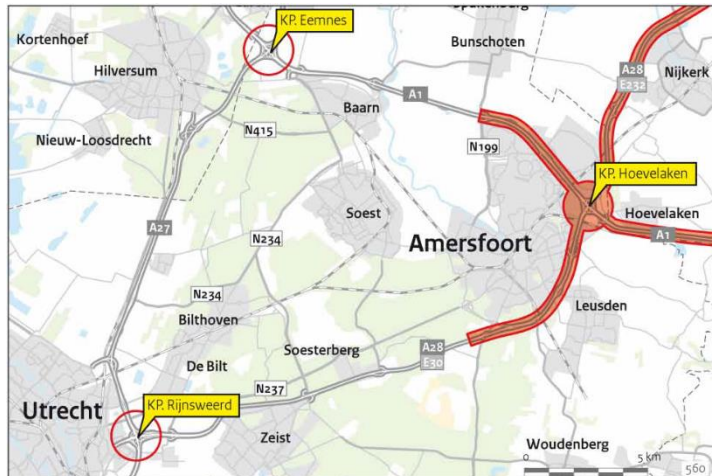 Kortenhoef
KP. Eemnes
Spakenburg
Bunschoten
Hilversum
A28
E232
Nijkerk
A1
Baarn
Nieuw-Loosdrecht
N415
N199
KP. Hoevelaken
A27
Soest
Hoevelaken
Amersfoort
N234
A1
N234
Bilthoven
Leusden
A28
E30
De Bilt
Soesterberg
N237
Utrecht
KP. Rijnsweerd
Zeist
Woudenberg
0
5 km
560